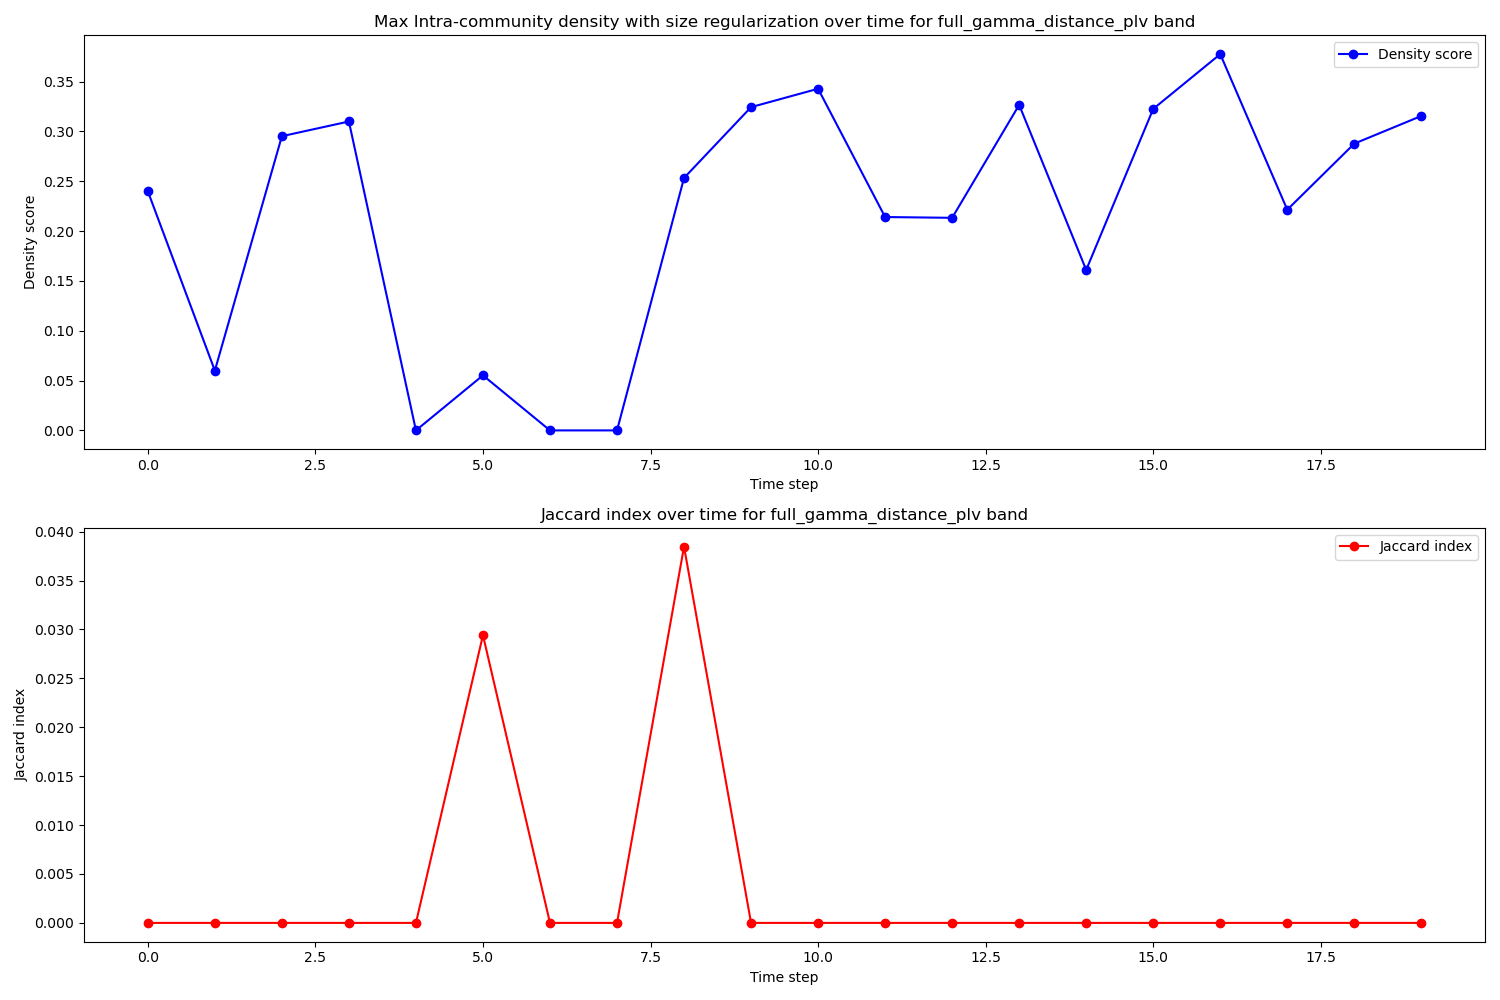 Max Intra-community density with size regularization over time for full_gamma_distance_plv band
Density score
0.35
0.30
0.25
0.20
0.15
0.10
0.05
0.00
Density score
0.0 2.5 5.0 7.5 10.0 12.5 15.0 17.5
Time step
Jaccard index over time for full_gamma_distance_plv band
Jaccard index
0.040
0.035
0.030
0.025
0.020
0.015
0.010
0.005
0.000
Jaccard index
0.0 2.5 5.0 7.5 10.0 12.5 15.0 17.5
Time step